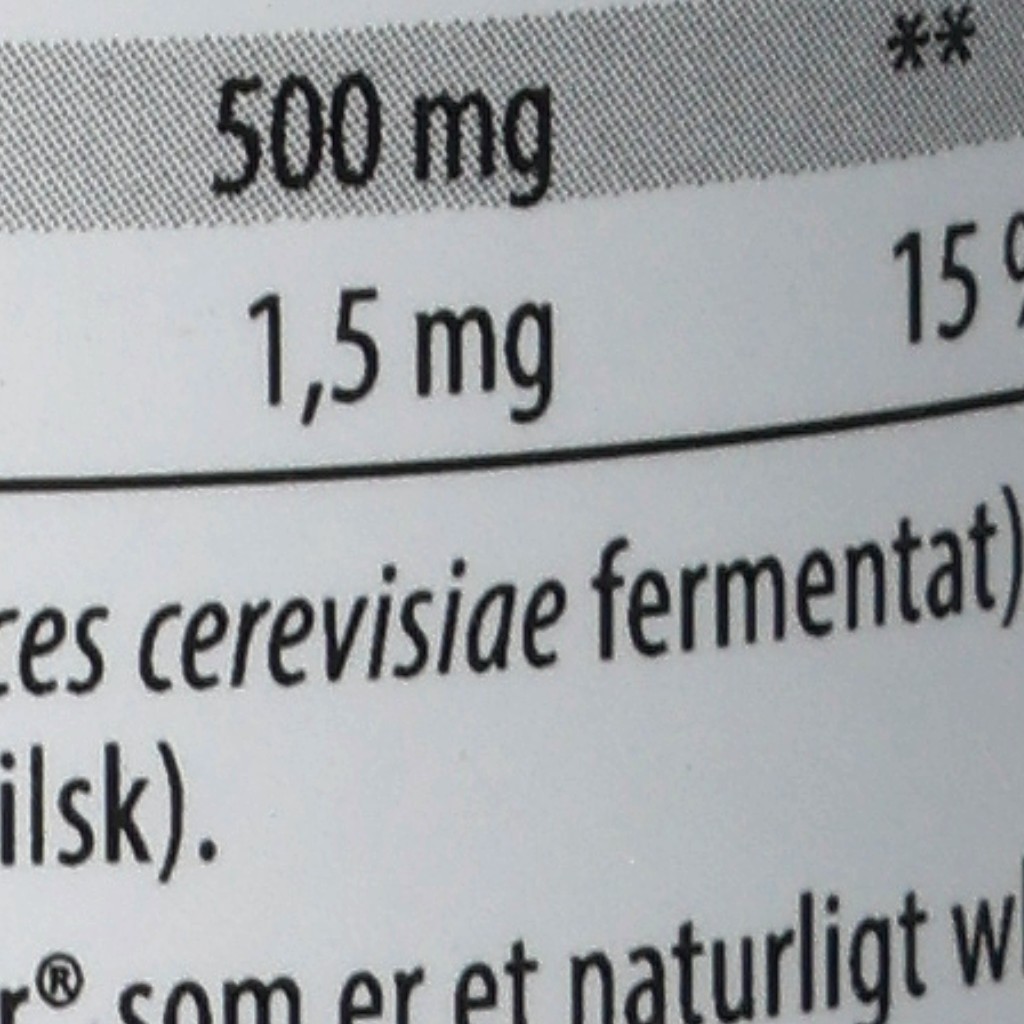 500 mg **
1,5 mg 15 %
ces cerevisiae fermentat)
ilsk).
r® som er et naturligt